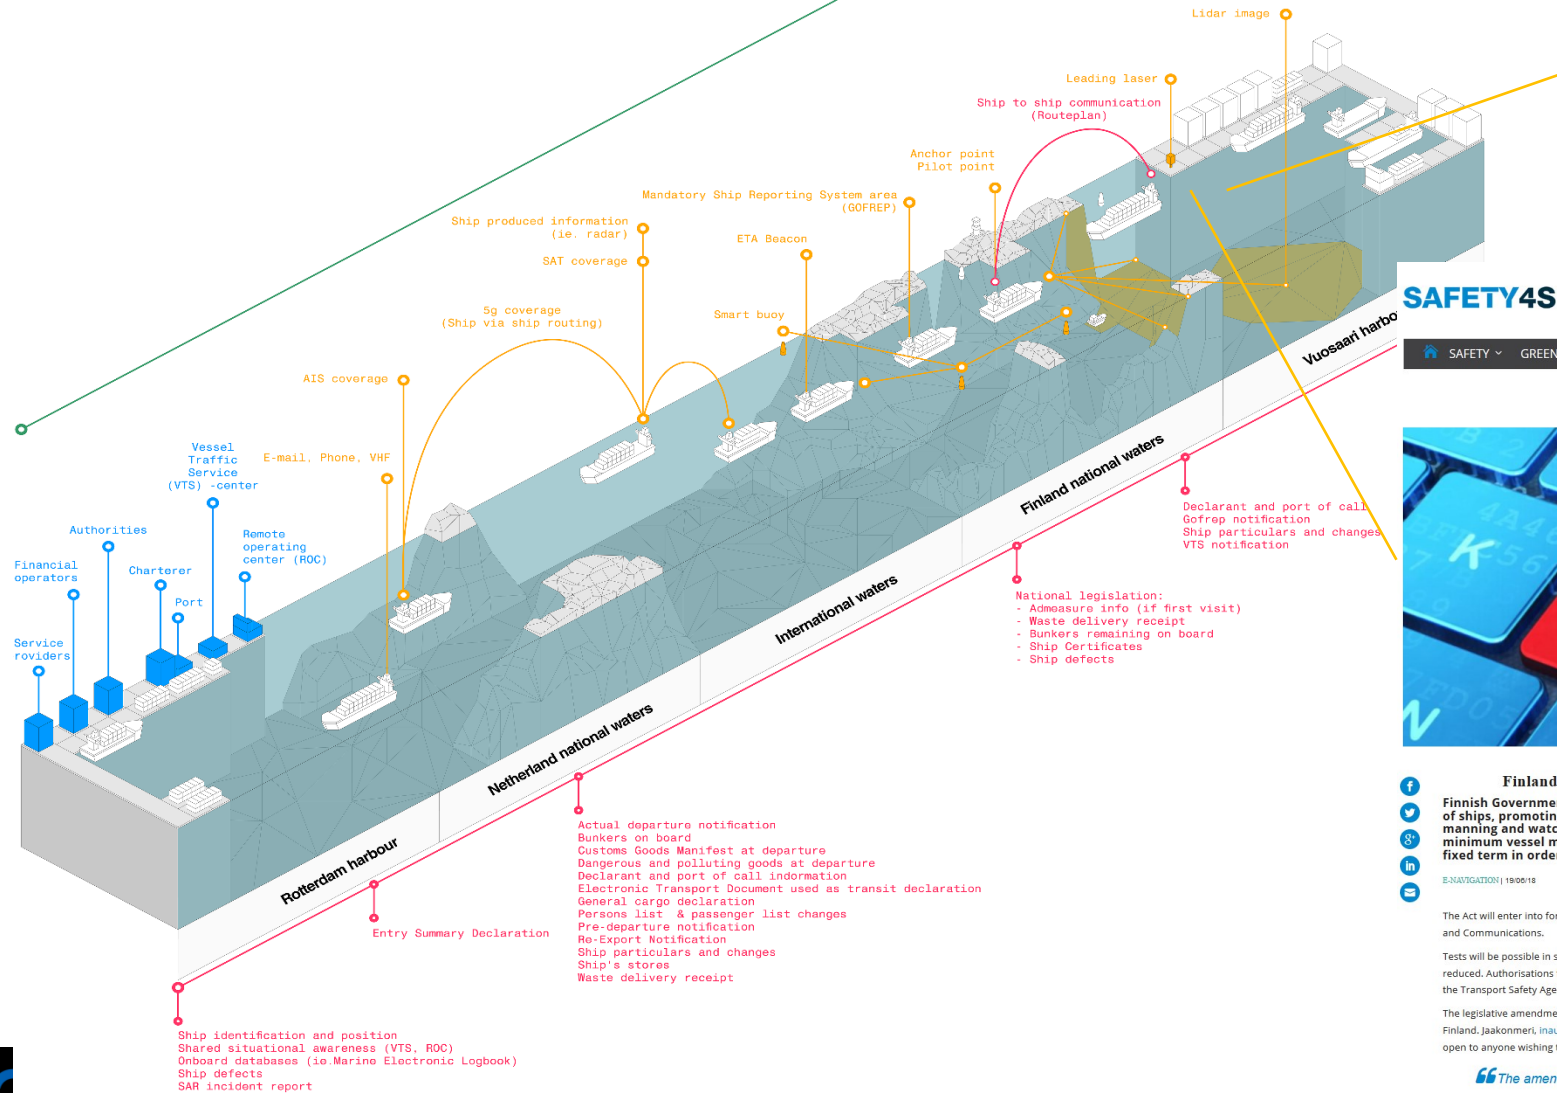 Lidar image
Leading laser
Ship to ship communication
(Routeplan)
Anchor point
Pilot point
Mandatory Ship Reporting System area
(GOFREP)
Ship produced information
(ie. radar)
ETA Beacon
SAT coverage
5g coverage
(Ship via ship routing)
Smart buoy
AIS coverage
E-mail, Phone, VHF
Vessel
Traffic
Service
(VTS) -center
Authorities
Remote
operating
center (ROC)
Financial
operators
Charterer
Port
Service
roviders
Vuosaari harbo
Finland national waters
International waters
Netherland national waters
Rotterdam harbour
Declarant and port of call
Gofrep notification
Ship particulars and changes
VTS notification
National legislation:
- Admeasure info (if first visit)
- Waste delivery receipt
- Bunkers remaining on board
- Ship Certificates
- Ship defects
Actual departure notification
Bunkers on board
Customs Goods Manifest at departure
Dangerous and polluting goods at departure
Declarant and port of call indormation
Electronic Transport Document used as transit declaration
General cargo declaration
Persons list & passenger list changes
Pre-departure notification
Re-Export Notification
Ship particulars and changes
Ship's stores
Waste delivery receipt
Entry Summary Declaration
Ship identification and position
Shared situational awareness (VTS, ROC)
Onboard databases (ie.Marine Electronic Logbook)
Ship defects
SAR incident report
SAFETY4S
SAFETY GREEN
K
N
Finland
Finnish Governme
of ships, promotin
manning and watc
minimum vessel m
fixed term in orde
E-NAVIGATION | 19/06/18
The Act will enter into for
and Communications.
Tests will be possible in s
reduced. Authorisations
the Transport Safety Age
The legislative amendme
Finland. Jaakonmeri, inau
open to anyone wishing t
The amen